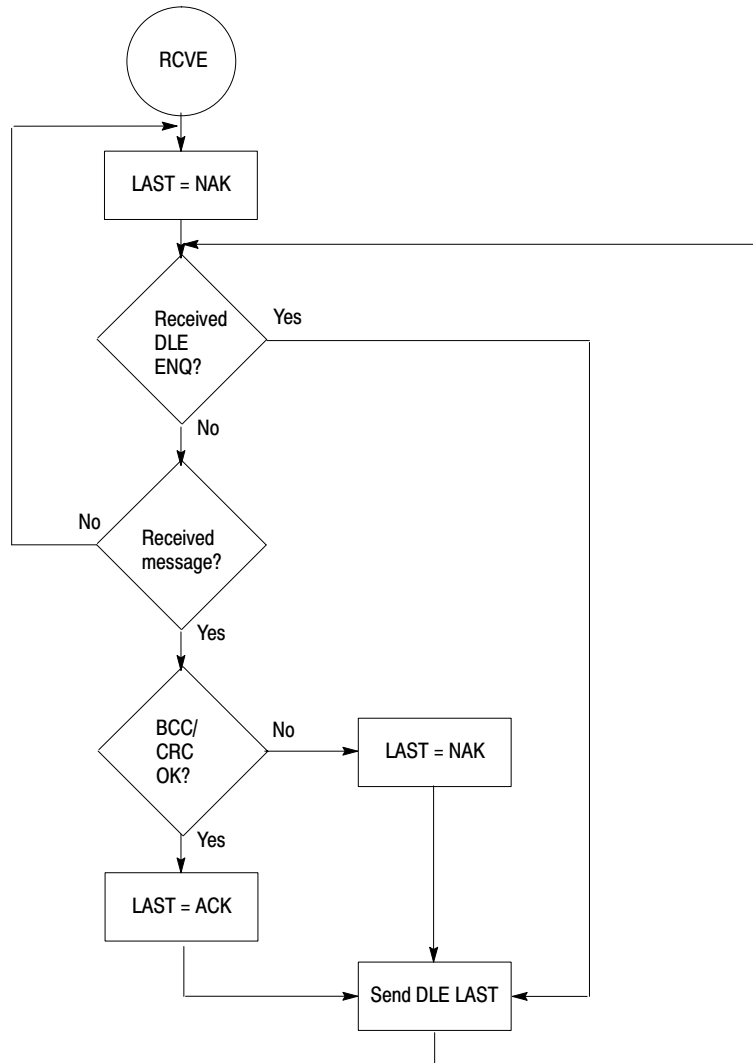 RCVE
LAST = NAK
Received
DLE
ENQ?
Yes
No
Received
message?
No
Yes
BCC/
CRC
OK?
No
LAST = NAK
Yes
LAST = ACK
Send DLE LAST